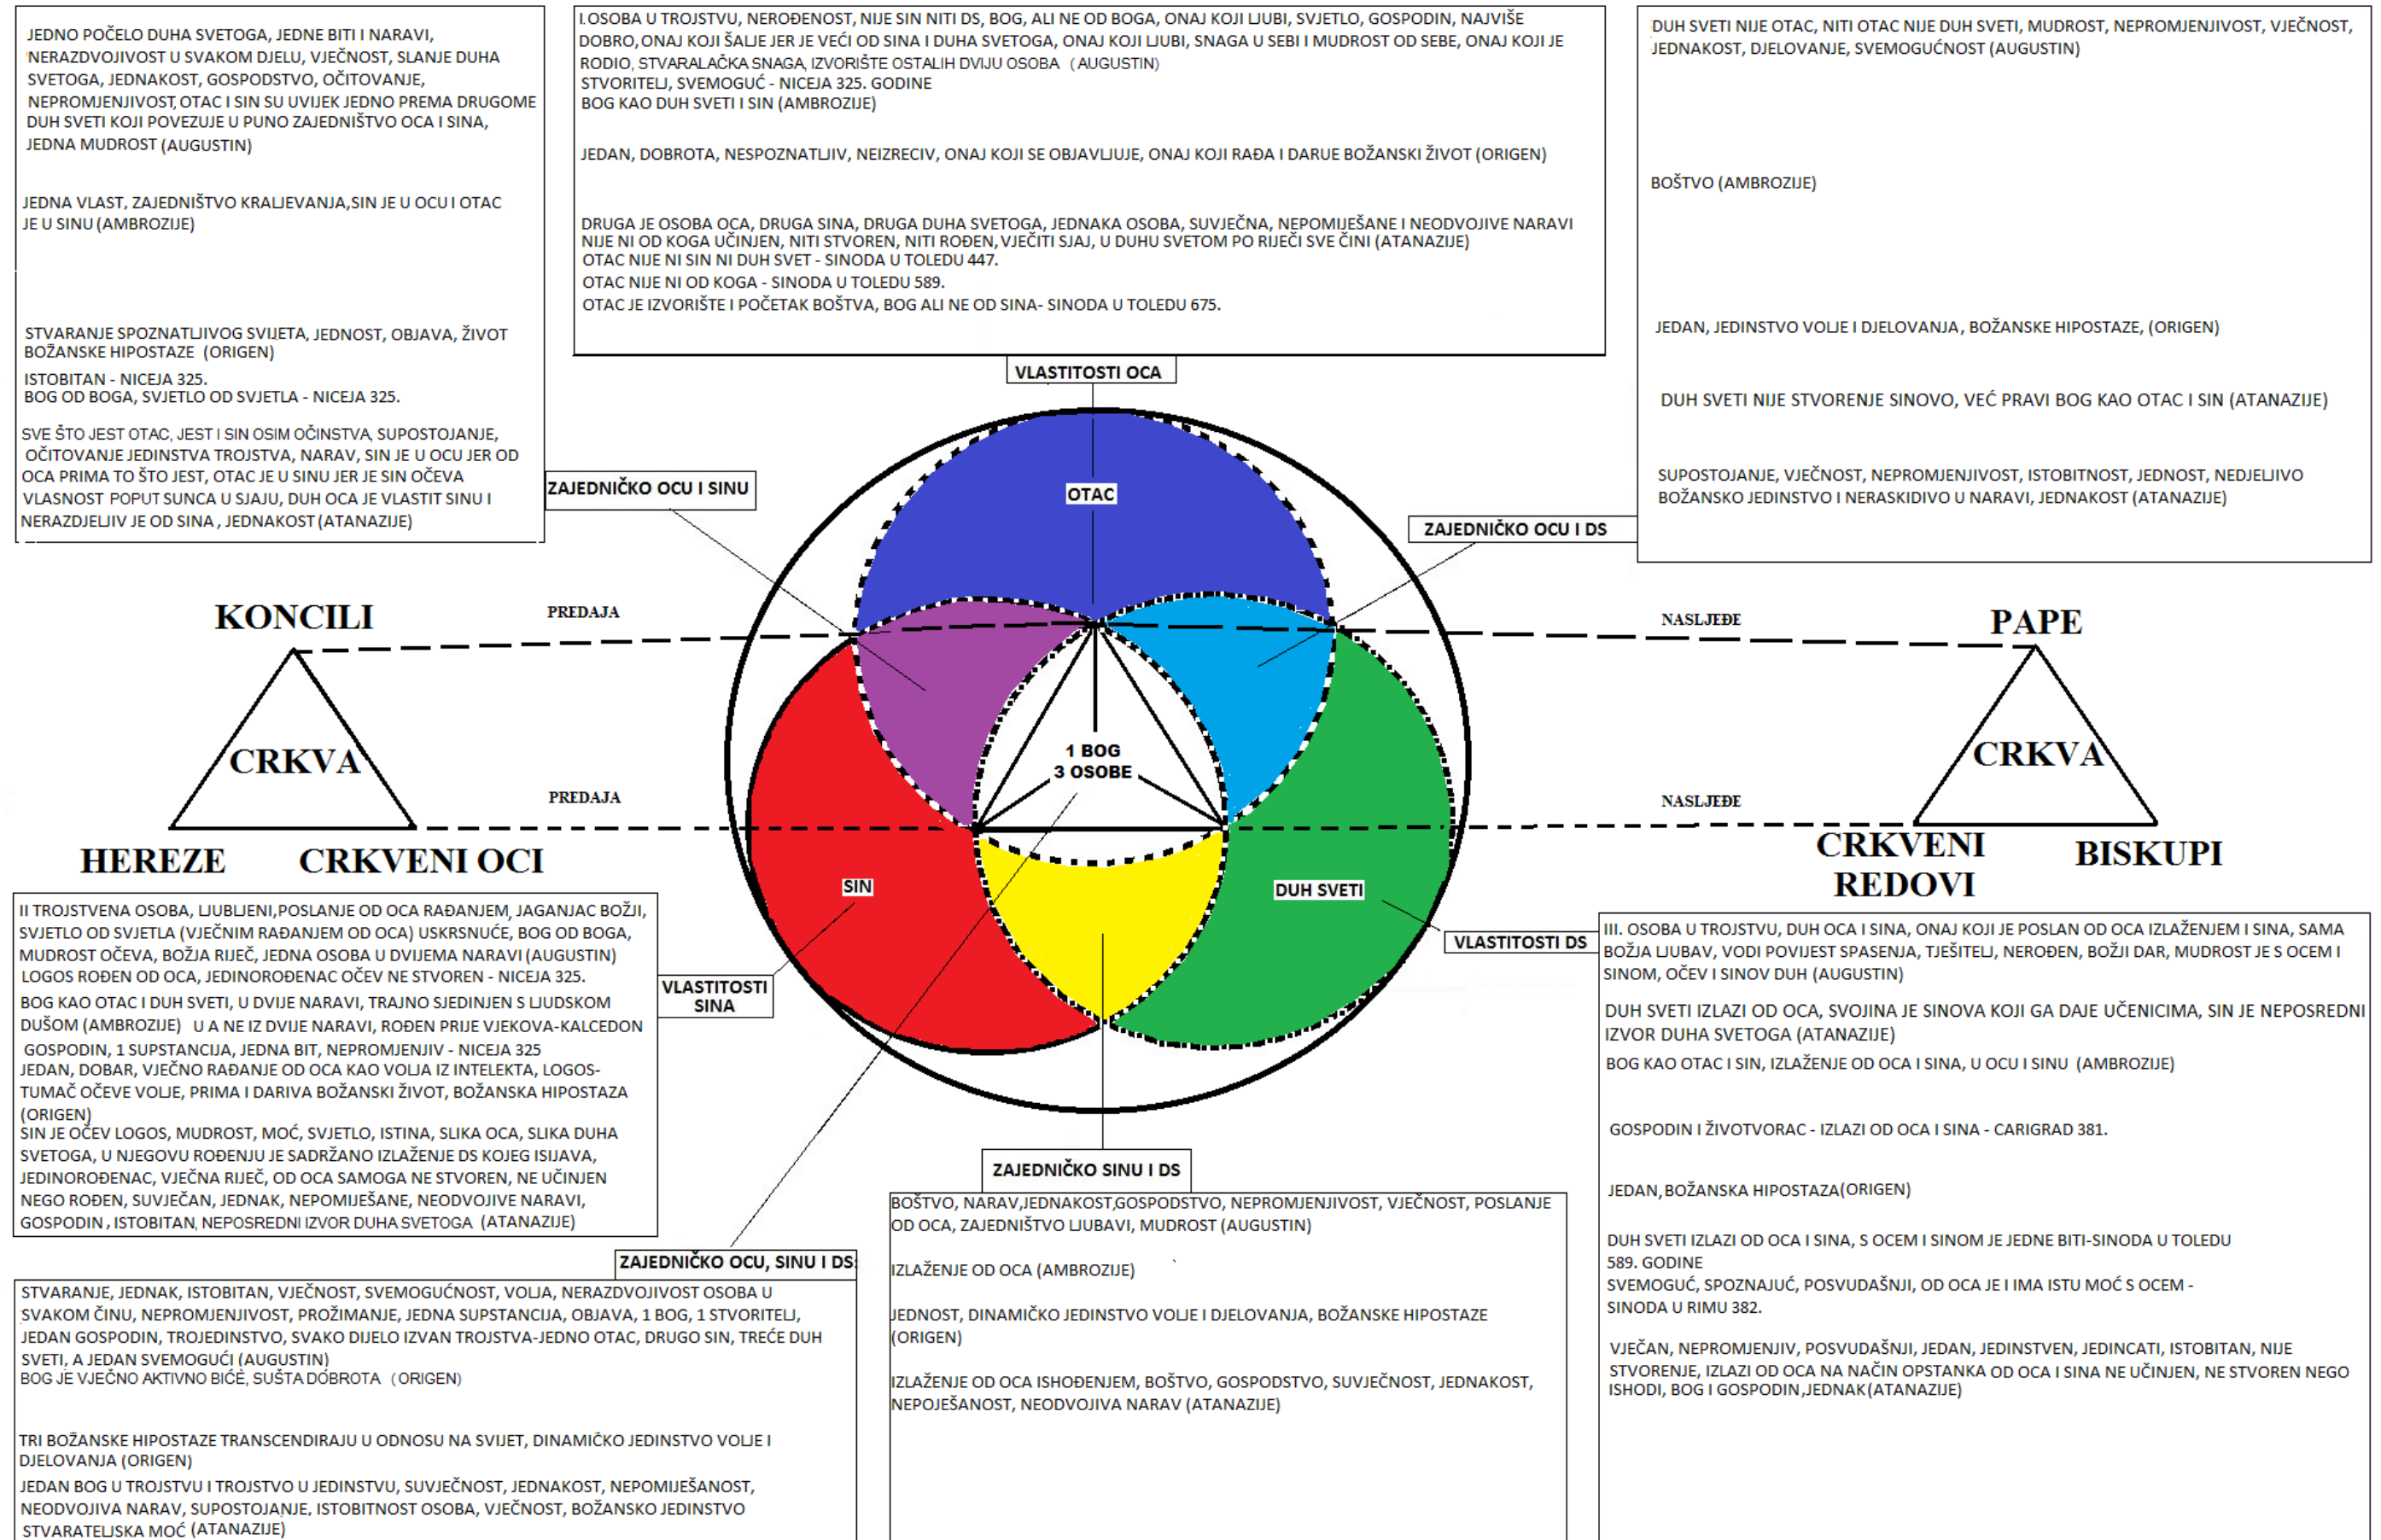 JEDNO POČELO DUHA SVETOGA, JEDNE BITI I NARAVI,
NERAZDVOJIVOST U SVAKOM DJELU, VJEČNOST, SLANJE DUHA
SVETOGA, JEDNAKOST, GOSPODSTVO, OČITOVANJE,
NEPROMJENJIVOST, OTAC I SIN SU UVIJEK JEDNO PREMA DRUGOME
DUH SVETI KOJI POVEZUJE U PUNO ZAJEDNIŠTVO OCA I SINA,
JEDNA MUDROST (AUGUSTIN)
JEDNA VLAST, ZAJEDNIŠTVO KRALJEVANJA,SIN JE U OCU I OTAC
JE U SINU (AMBROZIJE)
STVARANJE SPOZNATLJIVOG SVIJETA, JEDNOST, OBJAVA, ŽIVOT
BOŽANSKE HIPOSTAZE (ORIGEN)
ISTOBITAN - NICEJA 325.
BOG OD BOGA, SVJETLO OD SVJETLA - NICEJA 325.
SVE ŠTO JEST OTAC, JEST I SIN OSIM OČINSTVA, SUPOSTOJANJE,
OČITOVANJE JEDINSTVA TROJSTVA, NARAV, SIN JE U OCU JER OD
OCA PRIMA TO ŠTO JEST, OTAC JE U SINU JER JE SIN OČEVA
VLASNOST POPUT SUNCA U SJAJU, DUH OCA JE VLASTIT SINU I
NERAZDJELJIV JE OD SINA , JEDNAKOST (ATANAZIJE)
I.OSOBA U TROJSTVU, NEROĐENOST, NIJE SIN NITI DS, BOG, ALI NE OD BOGA, ONAJ KOJI LJUBI, SVJETLO, GOSPODIN, NAJVIŠE
DOBRO, ONAJ KOJI ŠALJE JER JE VEĆI OD SINA I DUHA SVETOGA, ONAJ KOJI LJUBI, SNAGA U SEBI I MUDROST OD SEBE, ONAJ KOJI JE
RODIO, STVARALAČKA SNAGA, IZVORIŠTE OSTALIH DVIJU OSOBA (AUGUSTIN)
STVORITELJ, SVEMOGUĆ - NICEJA 325. GODINE
BOG KAO DUH SVETI I SIN (AMBROZIJE)
JEDAN, DOBROTA, NESPOZNATLJIV, NEIZRECIV, ONAJ KOJI SE OBJAVLJUJE, ONAJ KOJI RAĐA I DARUE BOŽANSKI ŽIVOT (ORIGEN)
DRUGA JE OSOBA OCA, DRUGA SINA, DRUGA DUHA SVETOGA, JEDNAKA OSOBA, SUVJEČNA, NEPOMIJEŠANE I NEODVOJIVE NARAVI
NIJE NI OD KOGA UČINJEN, NITI STVOREN, NITI ROĐEN, VJEČITI SJAJ, U DUHU SVETOM PO RIJEČI SVE ČINI (ATANAZIJE)
OTAC NIJE NI SIN NI DUH SVET - SINODA U TOLEDU 447.
OTAC NIJE NI OD KOGA - SINODA U TOLEDU 589.
OTAC JE IZVORIŠTE I POČETAK BOŠTVA, BOG ALI NE OD SINA- SINODA U TOLEDU 675.
DUH SVETI NIJE OTAC, NITI OTAC NIJE DUH SVETI, MUDROST, NEPROMJENJIVOST, VJEČNOST,
JEDNAKOST, DJELOVANJE, SVEMOGUĆNOST (AUGUSTIN)
BOŠTVO (AMBROZIJE)
JEDAN, JEDINSTVO VOLJE I DJELOVANJA, BOŽANSKE HIPOSTAZE, (ORIGEN)
DUH SVETI NIJE STVORENJE SINOVO, VEĆ PRAVI BOG KAO OTAC I SIN (ATANAZIJE)
SUPOSTOJANJE, VJEČNOST, NEPROMJENJIVOST, ISTOBITNOST, JEDNOST, NEDJELJIVO
BOŽANSKO JEDINSTVO I NERASKIDIVO U NARAVI, JEDNAKOST (ATANAZIJE)
VLASTITOSTI OCA
ZAJEDNIČKO OCU I SINU
OTAC
ZAJEDNIČKO OCU I DS
KONCILI
PREDAJA
NASLJEĐE
PAPE
CRKVA
1 BOG
3 OSOBE
CRKVA
PREDAJA
NASLJEĐE
HEREZE
CRKVENI OCI
CRKVENI
REDOVI
BISKUPI
SIN
DUH SVETI
VLASTITOSTI DS
VLASTITOSTI
SINA
II TROJSTVENA OSOBA, LJUBLJENI,POSLANJE OD OCA RAĐANJEM, JAGANJAC BOŽJI,
SVJETLO OD SVJETLA (VJEČNIM RAĐANJEM OD OCA) USKRSNUĆE, BOG OD BOGA,
MUDROST OČEVA, BOŽJA RIJEČ, JEDNA OSOBA U DVIJEMA NARAVI (AUGUSTIN)
LOGOS ROĐEN OD OCA, JEDINOROĐENAC OČEV NE STVOREN - NICEJA 325.
BOG KAO OTAC I DUH SVETI, U DVIJE NARAVI, TRAJNO SJEDINJEN S LJUDSKOM
DUŠOM (AMBROZIJE) U A NE IZ DVIJE NARAVI, ROĐEN PRIJE VJEKOVA-KALCEDON
GOSPODIN, 1 SUPSTANCIJA, JEDNA BIT, NEPROMJENJIV - NICEJA 325
JEDAN, DOBAR, VJEČNO RAĐANJE OD OCA KAO VOLJA IZ INTELEKTA, LOGOS-
TUMAČ OČEVE VOLJE, PRIMA I DARIVA BOŽANSKI ŽIVOT, BOŽANSKA HIPOSTAZA
(ORIGEN)
SIN JE OČEV LOGOS, MUDROST, MOĆ, SVJETLO, ISTINA, SLIKA OCA, SLIKA DUHA
SVETOGA, U NJEGOVU ROĐENJU JE SADRŽANO IZLAŽENJE DS KOJEG ISIJAVA,
JEDINOROĐENAC, VJEČNA RIJEČ, OD OCA SAMOGA NE STVOREN, NE UČINJEN
NEGO ROĐEN, SUVJEČAN, JEDNAK, NEPOMIJEŠANE, NEODVOJIVE NARAVI,
GOSPODIN , ISTOBITAN, NEPOSREDNI IZVOR DUHA SVETOGA (ATANAZIJE)
III. OSOBA U TROJSTVU, DUH OCA I SINA, ONAJ KOJI JE POSLAN OD OCA IZLAŽENJEM I SINA, SAMA
BOŽJA LJUBAV, VODI POVIJEST SPASENJA, TJEŠITELJ, NEROĐEN, BOŽJI DAR, MUDROST JE S OCEM I
SINOM, OČEV I SINOV DUH (AUGUSTIN)
DUH SVETI IZLAZI OD OCA, SVOJINA JE SINOVA KOJI GA DAJE UČENICIMA, SIN JE NEPOSREDNI
IZVOR DUHA SVETOGA (ATANAZIJE)
BOG KAO OTAC I SIN, IZLAŽENJE OD OCA I SINA, U OCU I SINU (AMBROZIJE)
GOSPODIN I ŽIVOTVORAC - IZLAZI OD OCA I SINA - CARIGRAD 381.
JEDAN, BOŽANSKA HIPOSTAZA(ORIGEN)
DUH SVETI IZLAZI OD OCA I SINA, S OCEM I SINOM JE JEDNE BITI-SINODA U TOLEDU
589. GODINE
SVEMOGUĆ, SPOZNAJUĆ, POSVUDAŠNJI, OD OCA JE I IMA ISTU MOĆ S OCEM -
SINODA U RIMU 382.
VJEČAN, NEPROMJENJIV, POSVUDAŠNJI, JEDAN, JEDINSTVEN, JEDINCATI, ISTOBITAN, NIJE
STVORENJE, IZLAZI OD OCA NA NAČIN OPSTANKA OD OCA I SINA NE UČINJEN, NE STVOREN NEGO
ISHODI, BOG I GOSPODIN,JEDNAK(ATANAZIJE)
ZAJEDNIČKO SINU I DS
BOŠTVO, NARAV,JEDNAKOST,GOSPODSTVO, NEPROMJENJIVOST, VJEČNOST, POSLANJE
OD OCA, ZAJEDNIŠTVO LJUBAVI, MUDROST (AUGUSTIN)
IZLAŽENJE OD OCA (AMBROZIJE)
JEDNOST, DINAMIČKO JEDINSTVO VOLJE I DJELOVANJA, BOŽANSKE HIPOSTAZE
(ORIGEN)
IZLAŽENJE OD OCA ISHOĐENJEM, BOŠTVO, GOSPODSTVO, SUVJEČNOST, JEDNAKOST,
NEPOJEŠANOST, NEODVOJIVA NARAV (ATANAZIJE)
ZAJEDNIČKO OCU, SINU I DS:
STVARANJE, JEDNAK, ISTOBITAN, VJEČNOST, SVEMOGUĆNOST, VOLJA, NERAZDVOJIVOST OSOBA U
SVAKOM ČINU, NEPROMJENJIVOST, PROŽIMANJE, JEDNA SUPSTANCIJA, OBJAVA, 1 BOG, 1 STVORITELJ,
JEDAN GOSPODIN, TROJEDINSTVO, SVAKO DIJELO IZVAN TROJSTVA-JEDNO OTAC, DRUGO SIN, TREĆE DUH
SVETI, A JEDAN SVEMOGUĆI (AUGUSTIN)
BOG JE VJEČNO AKTIVNO BIĆE, SUŠTA DOBROTA (ORIGEN)
TRI BOŽANSKE HIPOSTAZE TRANSCENDIRAJU U ODNOSU NA SVIJET, DINAMIČKO JEDINSTVO VOLJE I
DJELOVANJA (ORIGEN)
JEDAN BOG U TROJSTVU I TROJSTVO U JEDINSTVU, SUVJEČNOST, JEDNAKOST, NEPOMIJEŠANOST,
NEODVOJIVA NARAV, SUPOSTOJANJE, ISTOBITNOST OSOBA, VJEČNOST, BOŽANSKO JEDINSTVO
STVARATELJSKA MOĆ (ATANAZIJE)